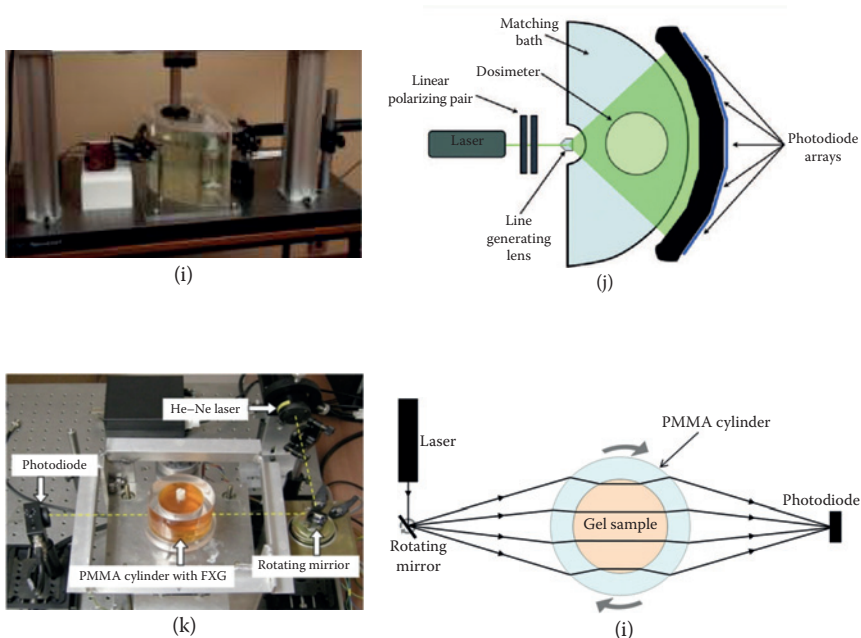 Matching
bath
Dosimeter
Linear
polarizing pair
Laser
Photodiode
arrays
Line
generating
lens
(i)
(j)
He–Ne laser
Photodiode
Rotating mirrior
PMMA cylinder with FXG
(k)
Laser
PMMA cylinder
Photodiode
Gel sample
Rotating
mirror
(i)